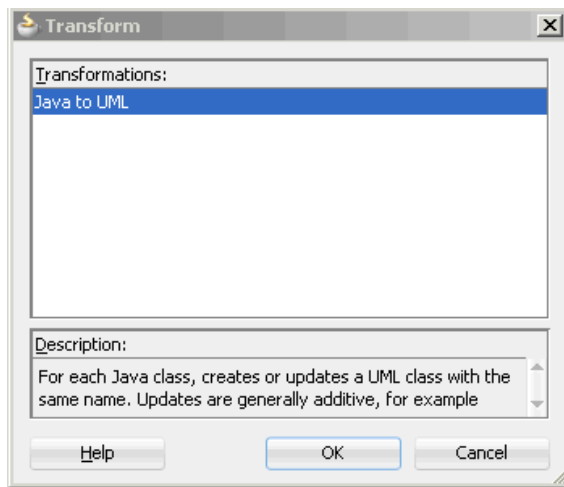 Transform
Transformations:
Java to UML
Description:
For each Java class, creates or updates a UML class with the
same name. Updates are generally additive, for example
Help
OK
Cancel